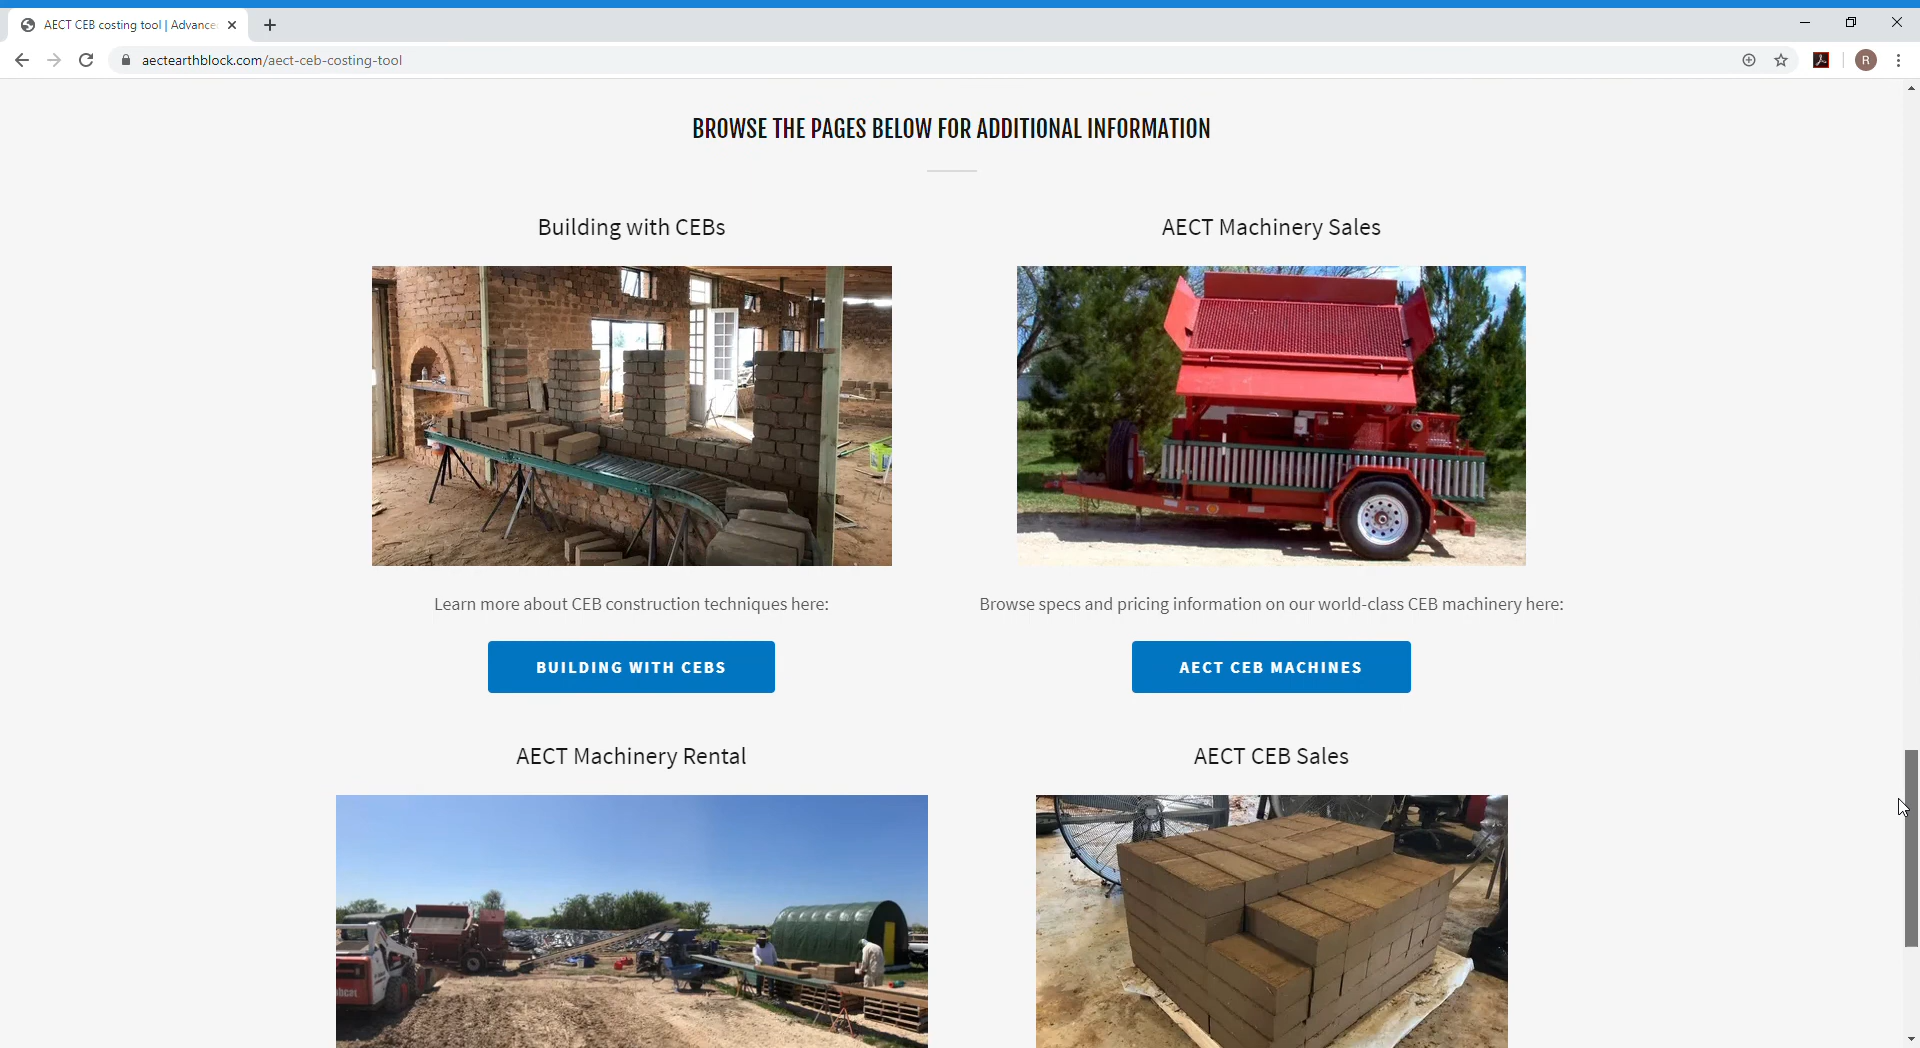 AECT CEB costing tool | Advance
aectearthblock.com/aect-ceb-costing-tool
R
BROWSE THE PAGES BELOW FOR ADDITIONAL INFORMATION
Building with CEBs
AECT Machinery Sales
Learn more about CEB construction techniques here:
Browse specs and pricing information on our world-class CEB machinery here:
BUILDING WITH CEBS
AECT CEB MACHINES
AECT Machinery Rental
AECT CEB Sales
bobcat